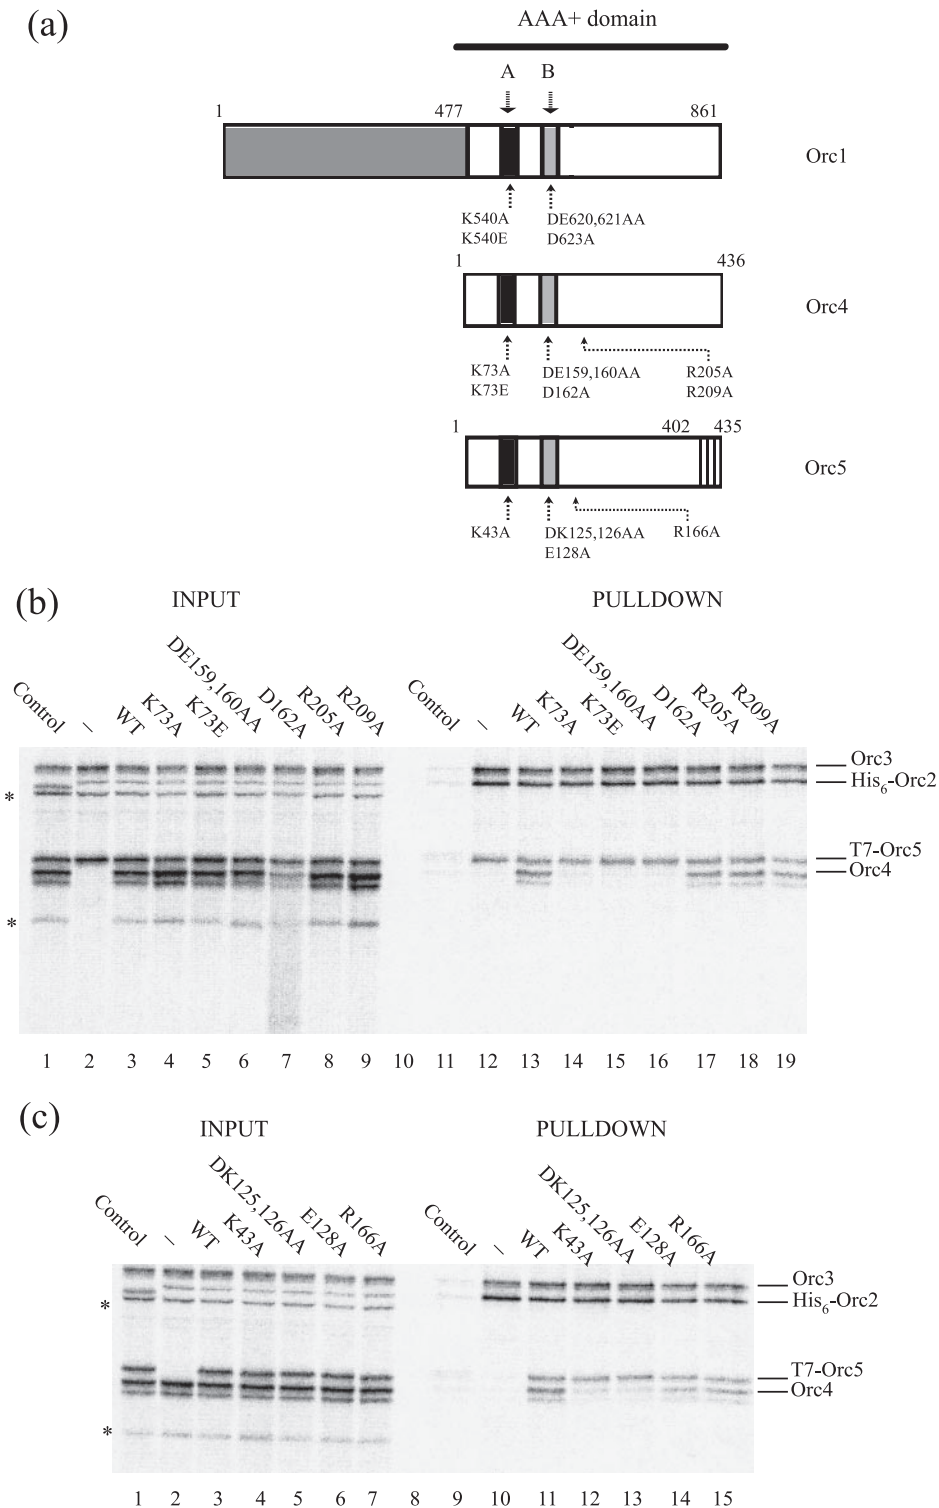 (a)
AAA+ domain
A B
1 477 861
Orc1
K540A DE620,621AA
K540E D623A
1 436
Orc4
K73A DE159,160AA R205A
K73E D162A R209A
1 402 435
Orc5
K43A DK125,126AA R166A
E128A
(b)
INPUT PULLDOWN
Control – WT K73A K73E DE159,160AA D162A R205A R209A Control – WT K73A K73E DE159,160AA D162A R205A R209A
Orc3
His6-Orc2
*
T7-Orc5
Orc4
*
1 2 3 4 5 6 7 8 9 10 11 12 13 14 15 16 17 18 19
(c)
INPUT PULLDOWN
Control – WT K43A DK125,126AA E128A R166A Control – WT K43A DK125,126AA E128A R166A
Orc3
His6-Orc2
*
T7-Orc5
Orc4
*
1 2 3 4 5 6 7 8 9 10 11 12 13 14 15